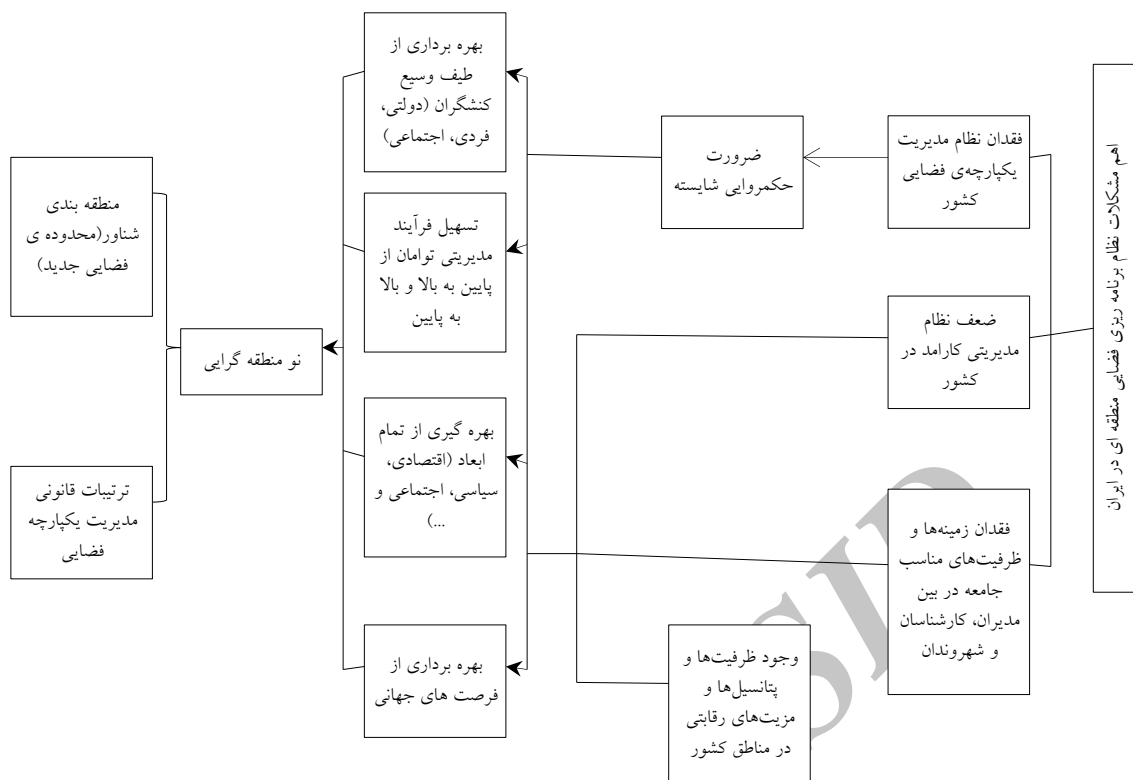 اهم مشکلات نظام برنامه ریزی فضایی منطقه ای در ایران
فقدان نظام مدیریت
یکپارچه‌ی فضایی
کشور
ضعف نظام
مدیریتی کارامد در
کشور
فقدان زمینه‌ها و
ظرفیت‌های مناسب
جامعه در بین
مدیران، کارشناسان
و شهروندان
ضرورت
حکمروایی شایسته
وجود ظرفیت‌ها و
پتانسیل‌ها و
مزیت‌های رقابتی
در مناطق کشور
بهره برداری از
طیف وسیع
کنشگران (دولتی،
فردی، اجتماعی)
تسهیل فرآیند
مدیریتی توامان از
پایین به بالا و بالا
به پایین
بهره گیری از تمام
ابعاد (اقتصادی،
سیاسی، اجتماعی و
...)
بهره برداری از
فرصت های جهانی
نو منطقه گرایی
منطقه بندی
شناور(محدوده ی
فضایی جدید)
ترتیبات قانونی
مدیریت یکپارچه
فضایی